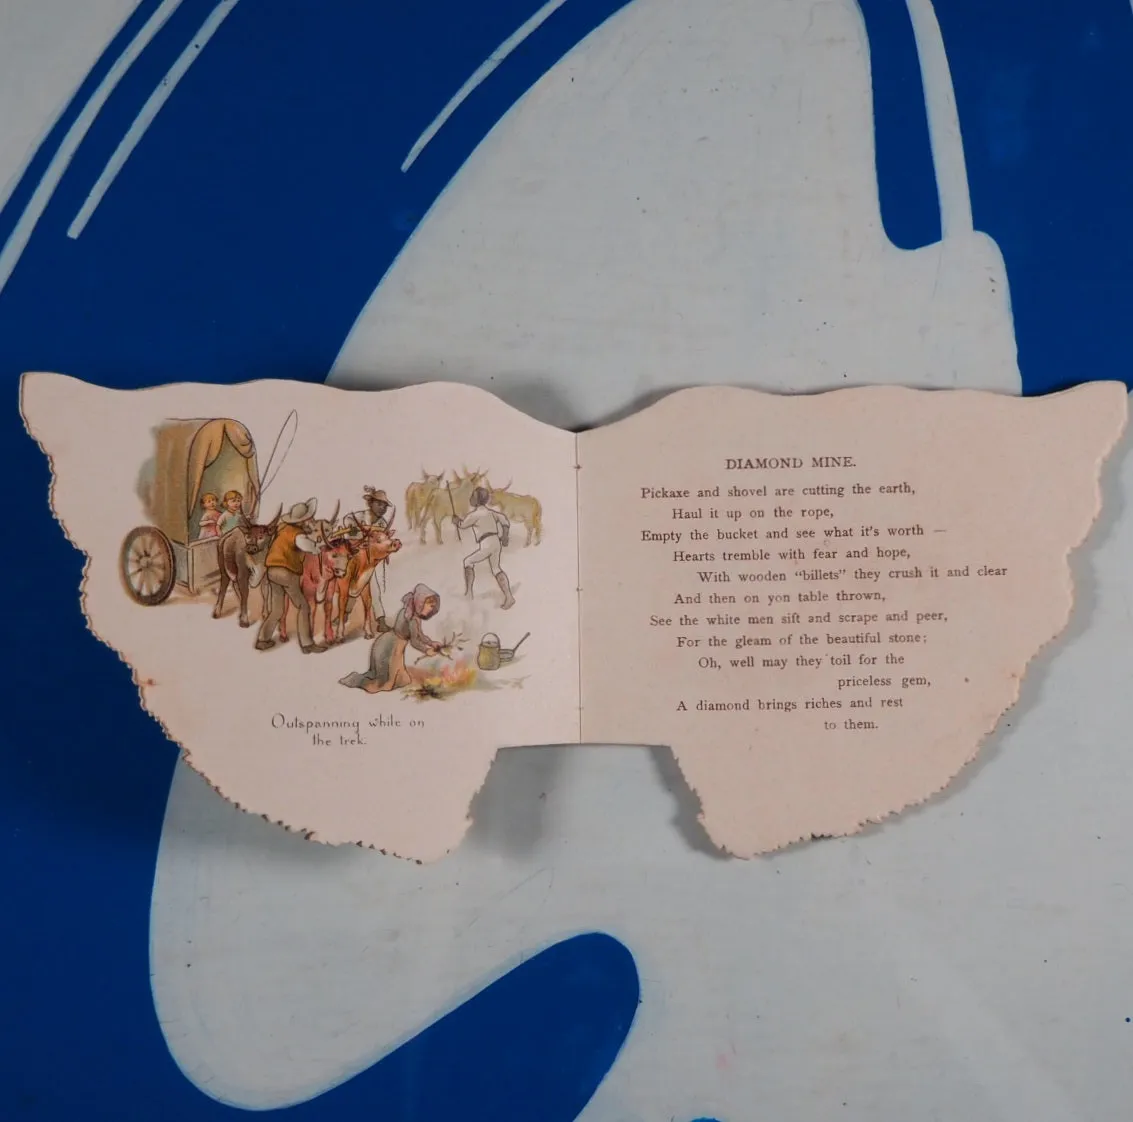 Outspanning while on
the trek.
DIAMOND MINE.
Pickaxe and shovel are cutting the earth,
Haul it up on the rope,
Empty the bucket and see what it's worth —
Hearts tremble with fear and hope,
With wooden "billets" they crush it and clear
And then on yon table thrown,
See the white men sift and scrape and peer,
For the gleam of the beautiful stone;
Oh, well may they toil for the
priceless gem,
A diamond brings riches and rest
to them.